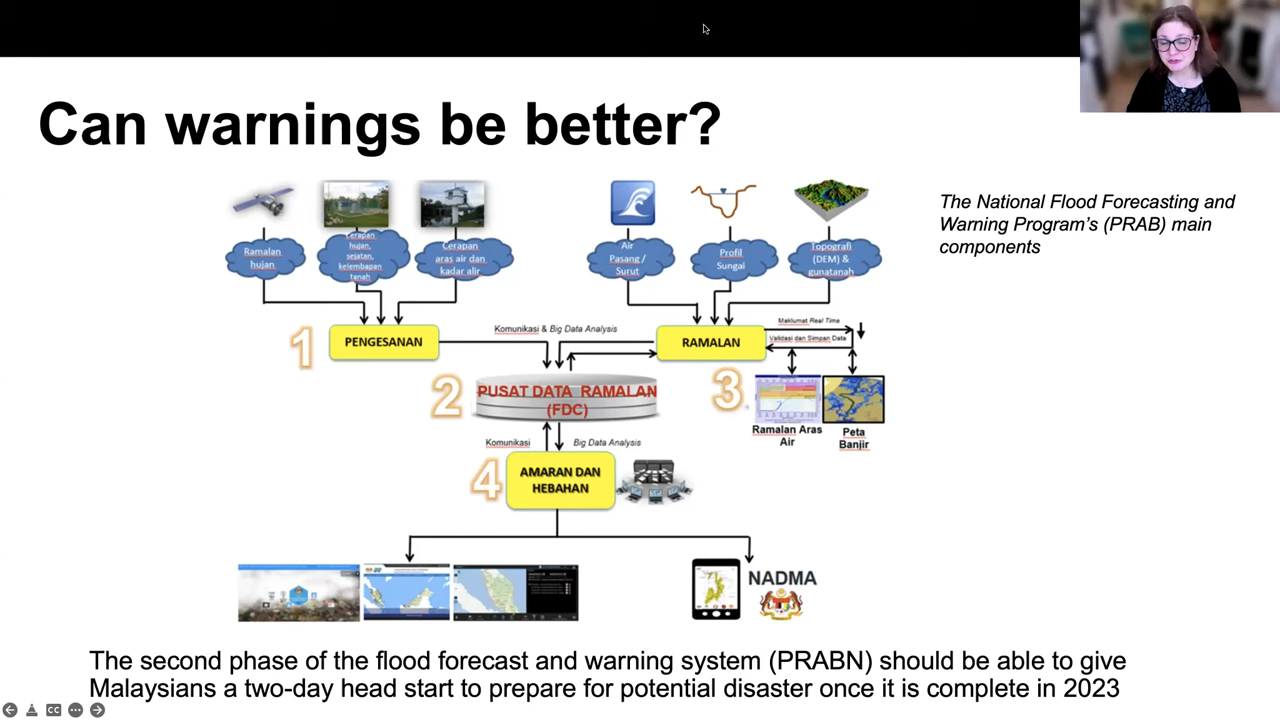 Can warnings be better?
The National Flood Forecasting and
Warning Program's (PRAB) main
components
Ramalan
hujan
Cerapan
hujan,
sejatan,
kelembapan
tanah
Cerapan
aras air dan
kadar alir
Air
Pasang /
Surut
Profil
Sungai
Topografi
(DEM) &
gunatanah
1
PENGESANAN
Komunikasi & Big Data Analysis
RAMALAN
Maklumat Real Time
Validasi dan Simpan Data
2
PUSAT DATA RAMALAN
(FDC)
3
Ramalan Aras
Air
Peta
Banjir
Komunikasi
Big Data Analysis
4
AMARAN DAN
HEBAHAN
NADMA
The second phase of the flood forecast and warning system (PRABN) should be able to give
Malaysians a two-day head start to prepare for potential disaster once it is complete in 2023
CC